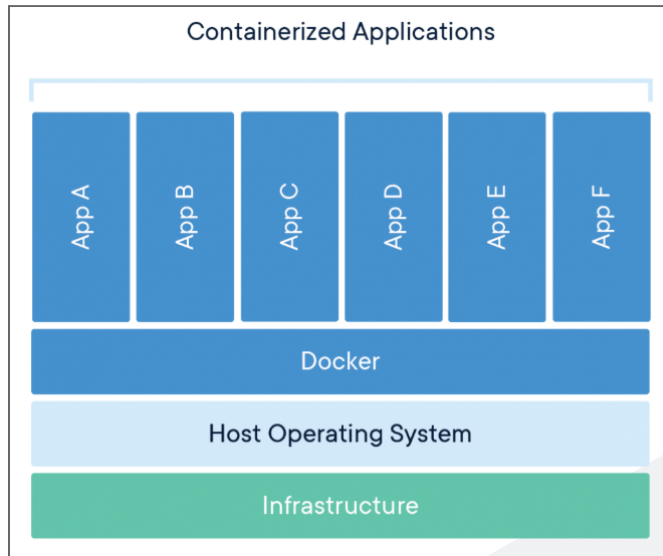 Containerized Applications
App A
App B
App C
App D
App E
App F
Docker
Host Operating System
Infrastructure